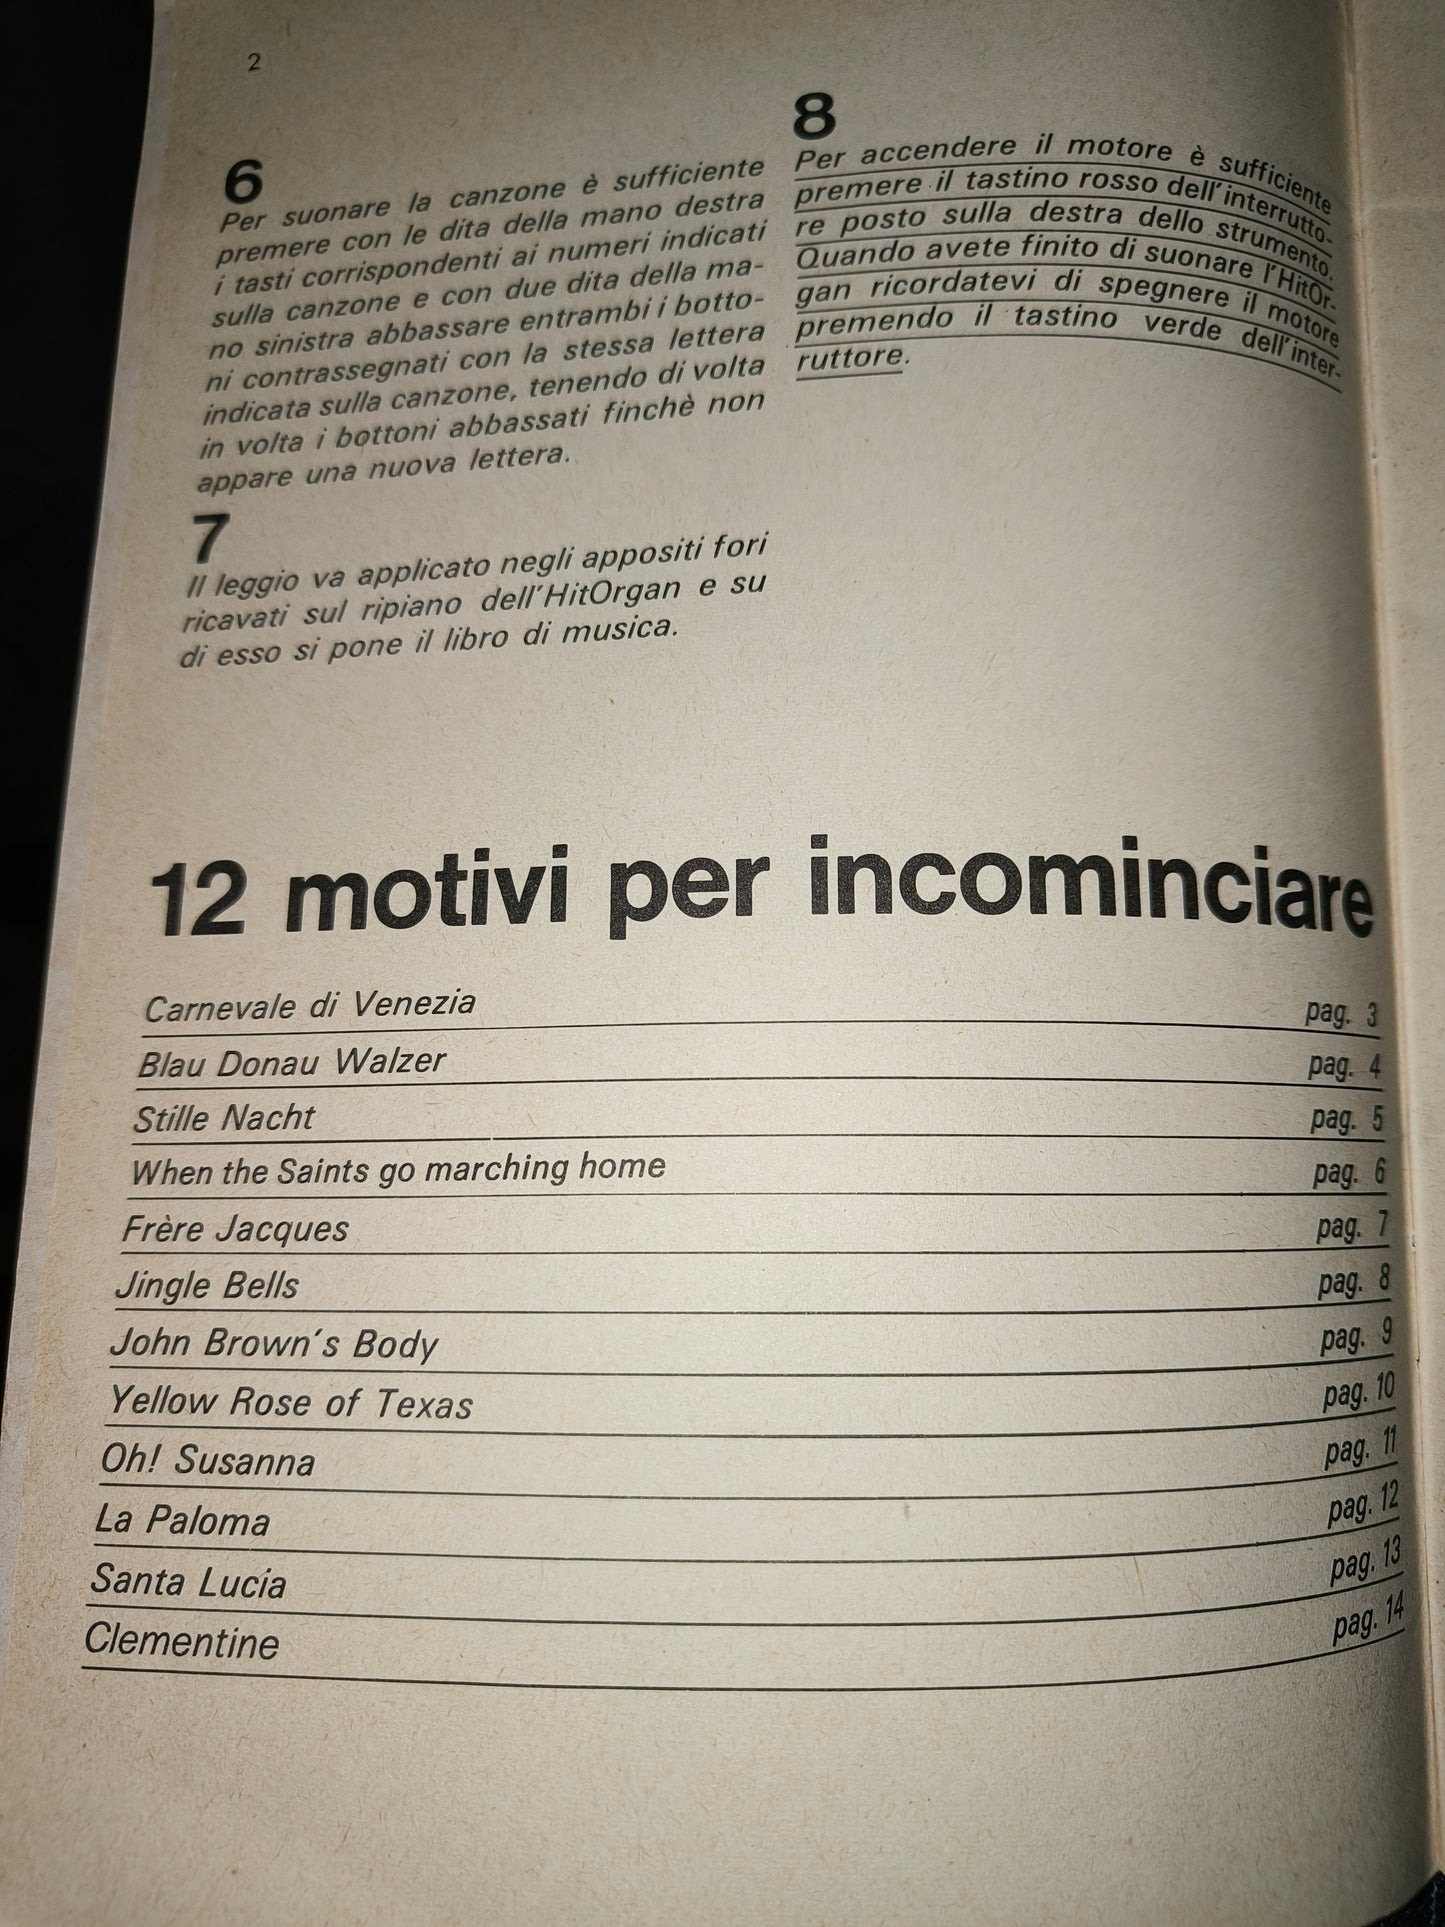 2
6
Per suonare la canzone è sufficiente
premere con le dita della mano destra
i tasti corrispondenti ai numeri indicati
sulla canzone e con due dita della ma-
no sinistra abbassare entrambi i botto-
ni contrassegnati con la stessa lettera
indicata sulla canzone, tenendo di volta
in volta i bottoni abbassati finchè non
appare una nuova lettera.
7
Il leggio va applicato negli appositi fori
ricavati sul ripiano dell'HitOrgan e su
di esso si pone il libro di musica.
8
Per accendere il motore è sufficiente
premere il tastino rosso dell'interrutto-
re posto sulla destra dello strumento.
Quando avete finito di suonare l'HitOr-
gan ricordatevi di spegnere il motore
premendo il tastino verde dell'inter-
ruttore.
12 motivi per incominciare
Carnevale di Venezia pag. 3
Blau Donau Walzer pag. 4
Stille Nacht pag. 5
When the Saints go marching home pag. 6
Frère Jacques pag. 7
Jingle Bells pag. 8
John Brown's Body pag. 9
Yellow Rose of Texas pag. 10
Oh! Susanna pag. 11
La Paloma pag. 12
Santa Lucia pag. 13
Clementine pag. 14